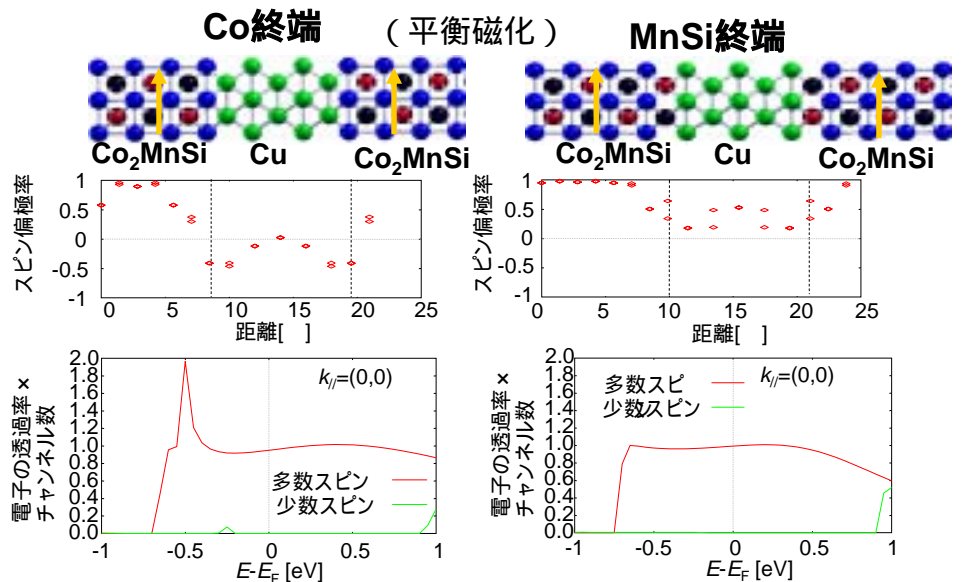 Co終端
（平衡磁化）
MnSi終端
Co2MnSi
Cu
Co2MnSi
Co2MnSi
Cu
Co2MnSi
スピン偏極率
1
0.5
0
-0.5
-1
0 5 10 15 20 25
距離[ ]
スピン偏極率
1
0.5
0
-0.5
-1
0 5 10 15 20 25
距離[ ]
電子の透過率×
チャンネル数
2.0
1.8
1.6
1.4
1.2
1.0
0.8
0.6
0.4
0.2
0.0
k//=(0,0)
多数スピン
少数スピン
-1 -0.5 0 0.5 1
E-EF [eV]
電子の透過率×
チャンネル数
2.0
1.8
1.6
1.4
1.2
1.0
0.8
0.6
0.4
0.2
0.0
k//=(0,0)
多数スピ
少数スピン
-1 -0.5 0 0.5 1
E-EF [eV]